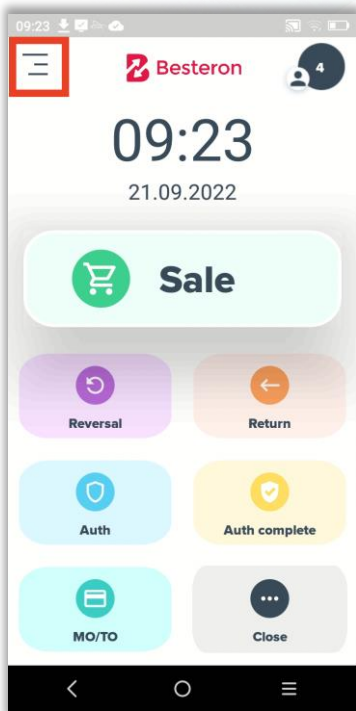 09:23
Besteron
4
09:23
21.09.2022
Sale
Reversal
Return
Auth
Auth complete
MO/TO
Close